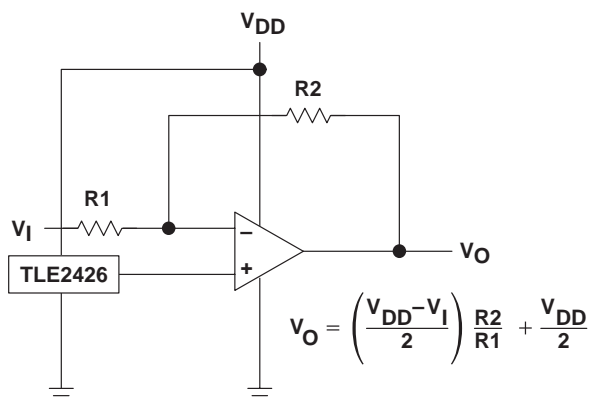 VDD
R2
R1
VI
−
TLE2426
+
VO
VO = ((VDD−VI)/2) R2/R1 + VDD/2